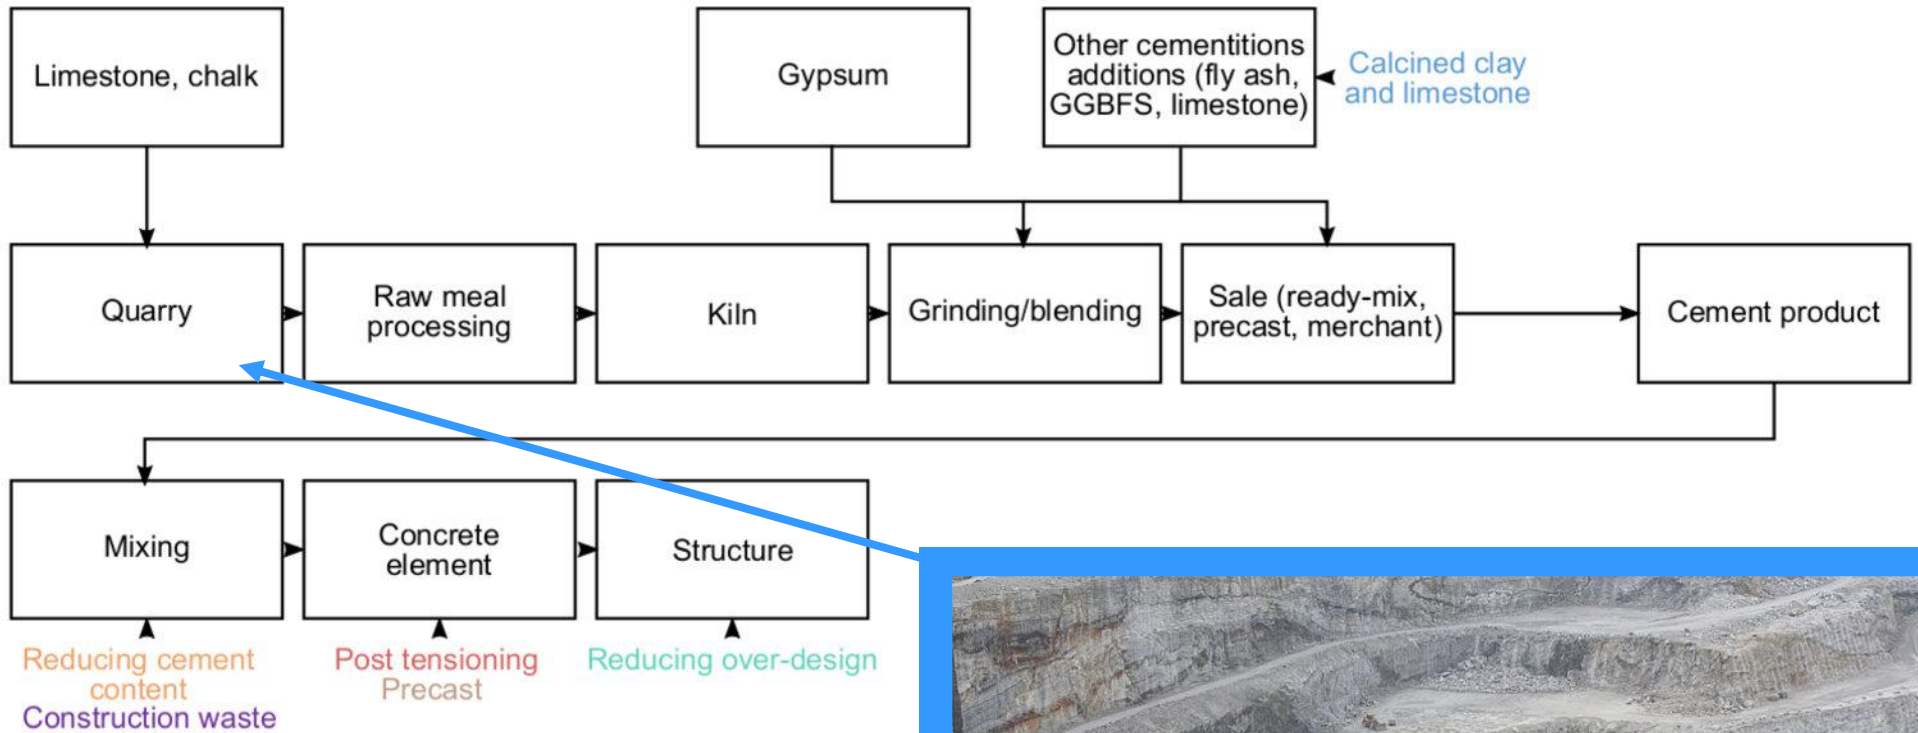 Limestone, chalk
Gypsum
Other cementitions
additions (fly ash,
GGBFS, limestone)
Calcined clay
and limestone
Quarry
Raw meal
processing
Kiln
Grinding/blending
Sale (ready-mix,
precast, merchant)
Cement product
Mixing
Concrete
element
Structure
Reducing cement
content
Construction waste
Post tensioning
Precast
Reducing over-design